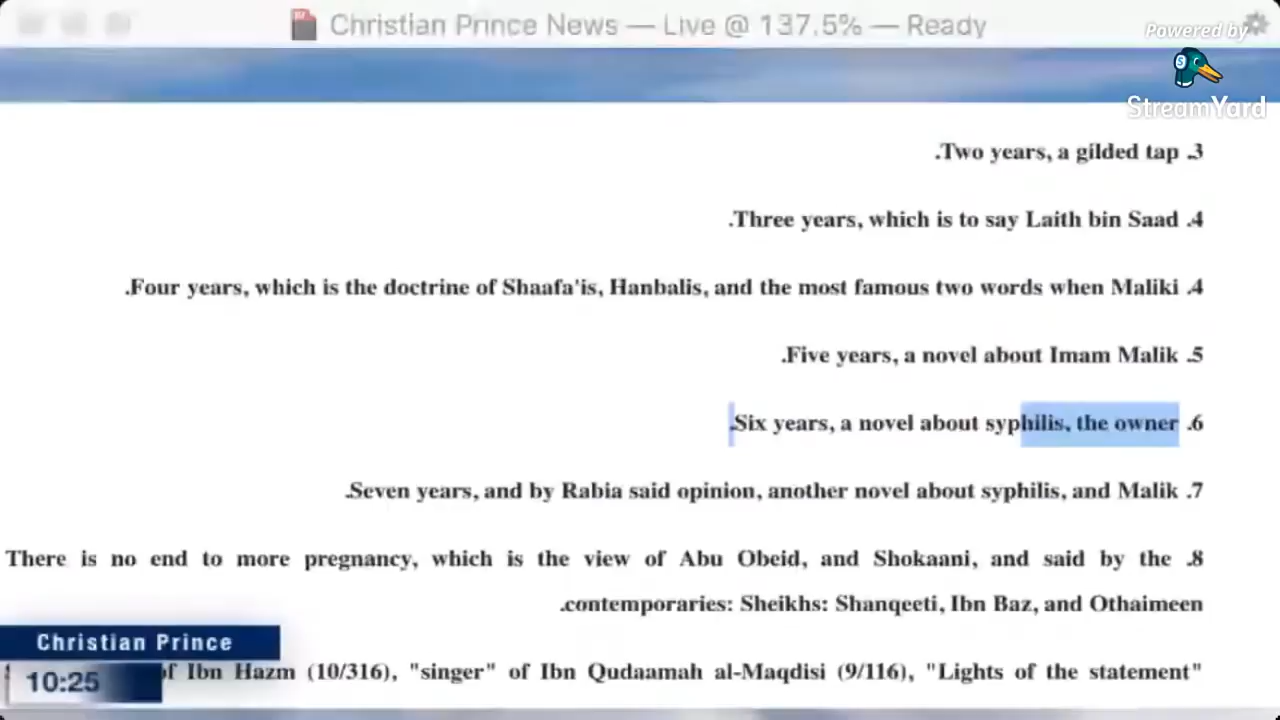 Christian Prince News — Live @ 137.5% — Ready
Powered by
StreamYard
.Two years, a gilded tap .3
.Three years, which is to say Laith bin Saad .4
.Four years, which is the doctrine of Shaafa'is, Hanbalis, and the most famous two words when Maliki .4
.Five years, a novel about Imam Malik .5
.Six years, a novel about syphilis, the owner .6
.Seven years, and by Rabia said opinion, another novel about syphilis, and Malik .7
There is no end to more pregnancy, which is the view of Abu Obeid, and Shokaani, and said by the .8
.contemporaries: Sheikhs: Shanqeeti, Ibn Baz, and Othaimeen
Christian Prince
10:25
of Ibn Hazm (10/316), "singer" of Ibn Qudaamah al-Maqdisi (9/116), "Lights of the statement"